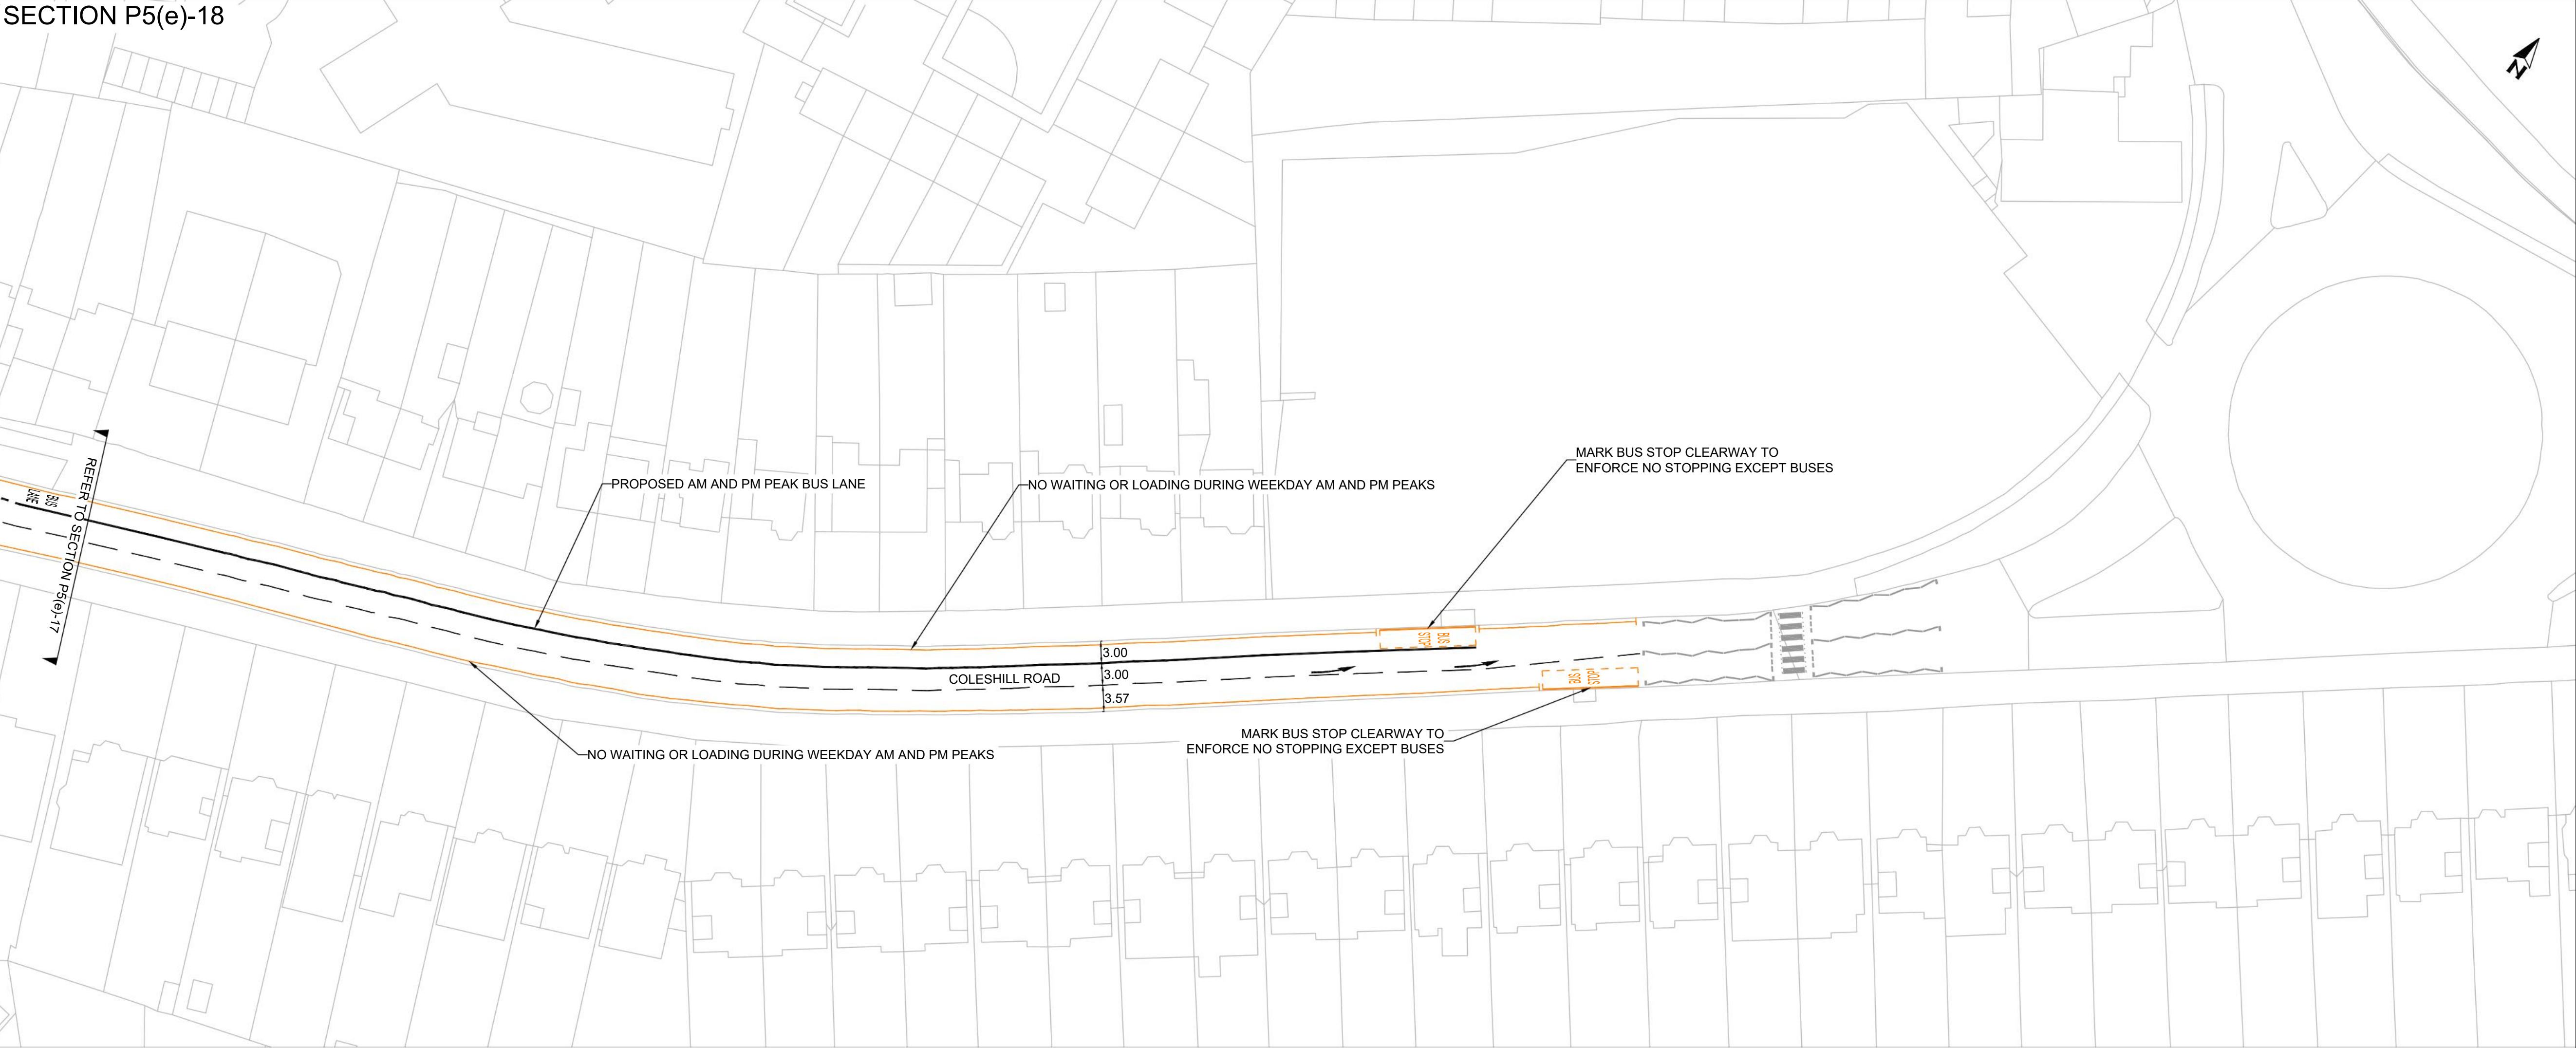 SECTION P5(e)-18
N
MARK BUS STOP CLEARWAY TO
ENFORCE NO STOPPING EXCEPT BUSES
PROPOSED AM AND PM PEAK BUS LANE
NO WAITING OR LOADING DURING WEEKDAY AM AND PM PEAKS
BUS
LANE
REFER TO SECTION P5(e)-17
BUS
STOP
3.00
3.00
3.57
COLESHILL ROAD
BUS
STOP
MARK BUS STOP CLEARWAY TO
ENFORCE NO STOPPING EXCEPT BUSES
NO WAITING OR LOADING DURING WEEKDAY AM AND PM PEAKS